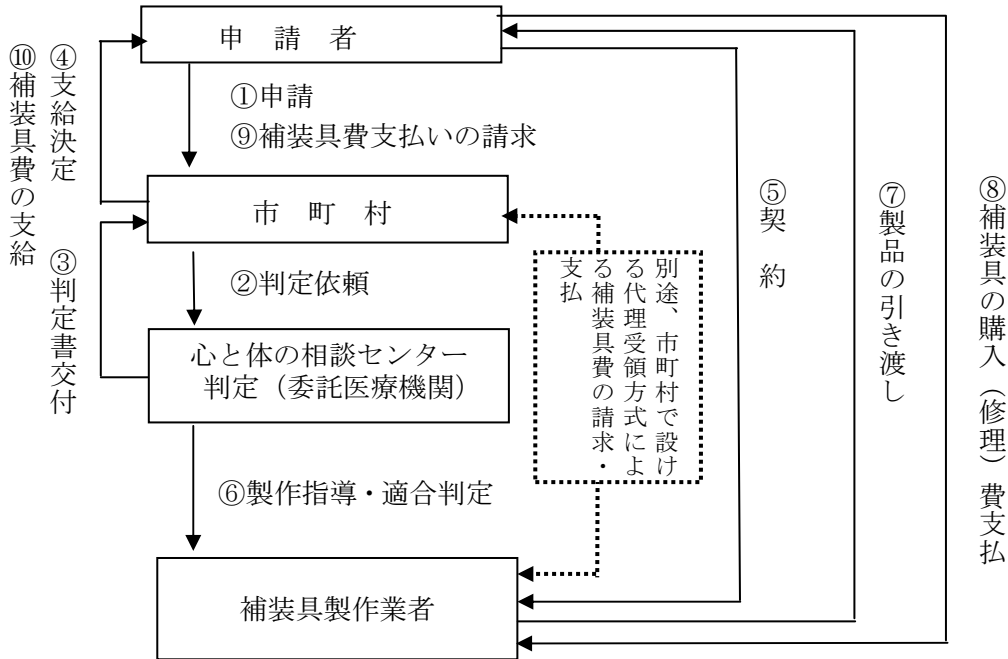 申　請　者
①申請
⑨補装具費支払いの請求
④支給決定
⑩補装具費の支給
市　町　村
②判定依頼
③判定書交付
心と体の相談センター
判定（委託医療機関）
⑥製作指導・適合判定
補装具製作業者
別途、市町村で設け
る代理受領方式によ
る補装具費の請求・
支払
⑤契　約
⑦製品の引き渡し
⑧補装具の購入（修理）費支払